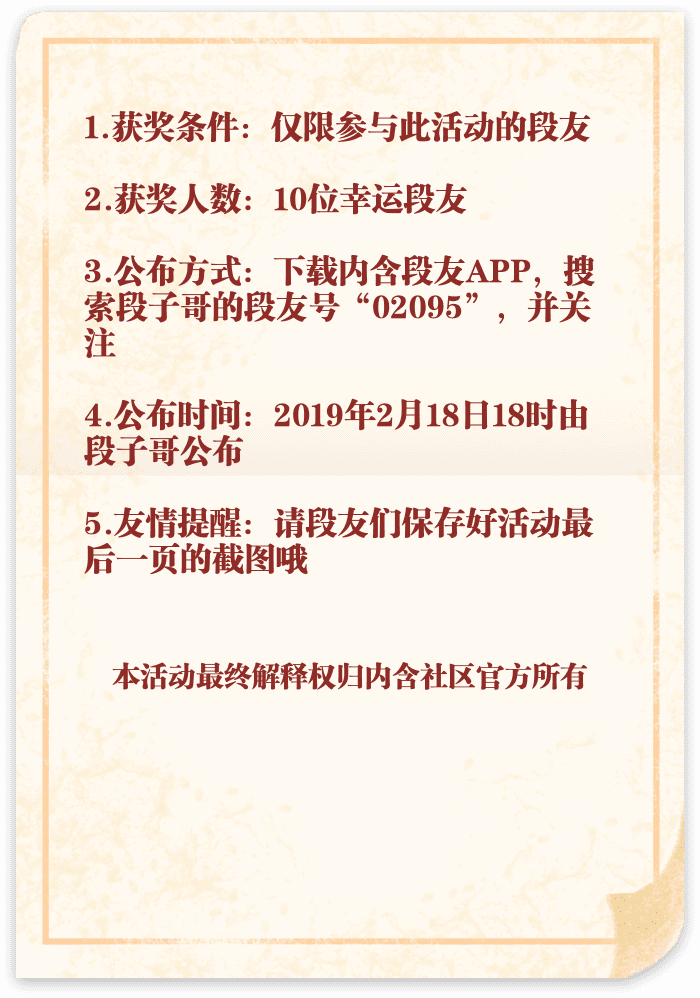 1.获奖条件：仅限参与此活动的段友
2.获奖人数：10位幸运段友
3.公布方式：下载内含段友APP，搜
索段子哥的段友号“02095”，并关
注
4.公布时间：2019年2月18日18时由
段子哥公布
5.友情提醒：请段友们保存好活动最
后一页的截图哦
本活动最终解释权归内含社区官方所有